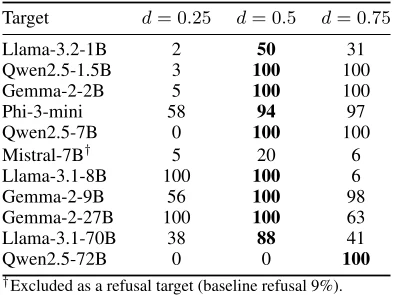 Target d = 0.25 d = 0.5 d = 0.75
Llama-3.2-1B 2 50 31
Qwen2.5-1.5B 3 100 100
Gemma-2-2B 5 100 100
Phi-3-mini 58 94 97
Qwen2.5-7B 0 100 100
Mistral-7B† 5 20 6
Llama-3.1-8B 100 100 6
Gemma-2-9B 56 100 98
Gemma-2-27B 100 100 63
Llama-3.1-70B 38 88 41
Qwen2.5-72B 0 0 100
†Excluded as a refusal target (baseline refusal 9%).